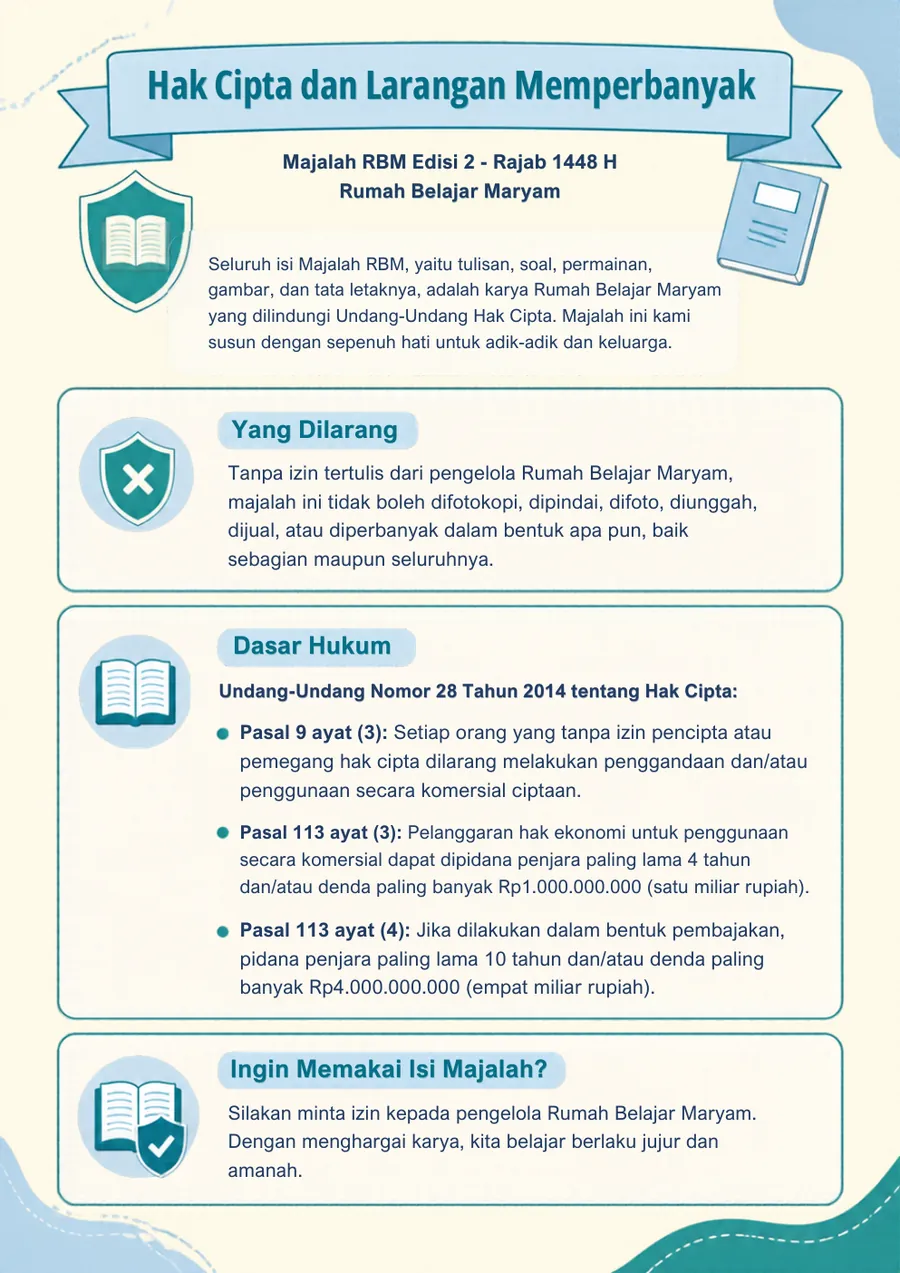 Hak Cipta dan Larangan Memperbanyak
Majalah RBM Edisi 2 - Rajab 1448 H
Rumah Belajar Maryam
Seluruh isi Majalah RBM, yaitu tulisan, soal, permainan,
gambar, dan tata letaknya, adalah karya Rumah Belajar Maryam
yang dilindungi Undang-Undang Hak Cipta. Majalah ini kami
susun dengan sepenuh hati untuk adik-adik dan keluarga.
Yang Dilarang
Tanpa izin tertulis dari pengelola Rumah Belajar Maryam,
majalah ini tidak boleh difotokopi, dipindai, difoto, diunggah,
dijual, atau diperbanyak dalam bentuk apa pun, baik
sebagian maupun seluruhnya.
Dasar Hukum
Undang-Undang Nomor 28 Tahun 2014 tentang Hak Cipta:
Pasal 9 ayat (3): Setiap orang yang tanpa izin pencipta atau
pemegang hak cipta dilarang melakukan penggandaan dan/atau
penggunaan secara komersial ciptaan.
Pasal 113 ayat (3): Pelanggaran hak ekonomi untuk penggunaan
secara komersial dapat dipidana penjara paling lama 4 tahun
dan/atau denda paling banyak Rp1.000.000.000 (satu miliar rupiah).
Pasal 113 ayat (4): Jika dilakukan dalam bentuk pembajakan,
pidana penjara paling lama 10 tahun dan/atau denda paling
banyak Rp4.000.000.000 (empat miliar rupiah).
Ingin Memakai Isi Majalah?
Silakan minta izin kepada pengelola Rumah Belajar Maryam.
Dengan menghargai karya, kita belajar berlaku jujur dan
amanah.